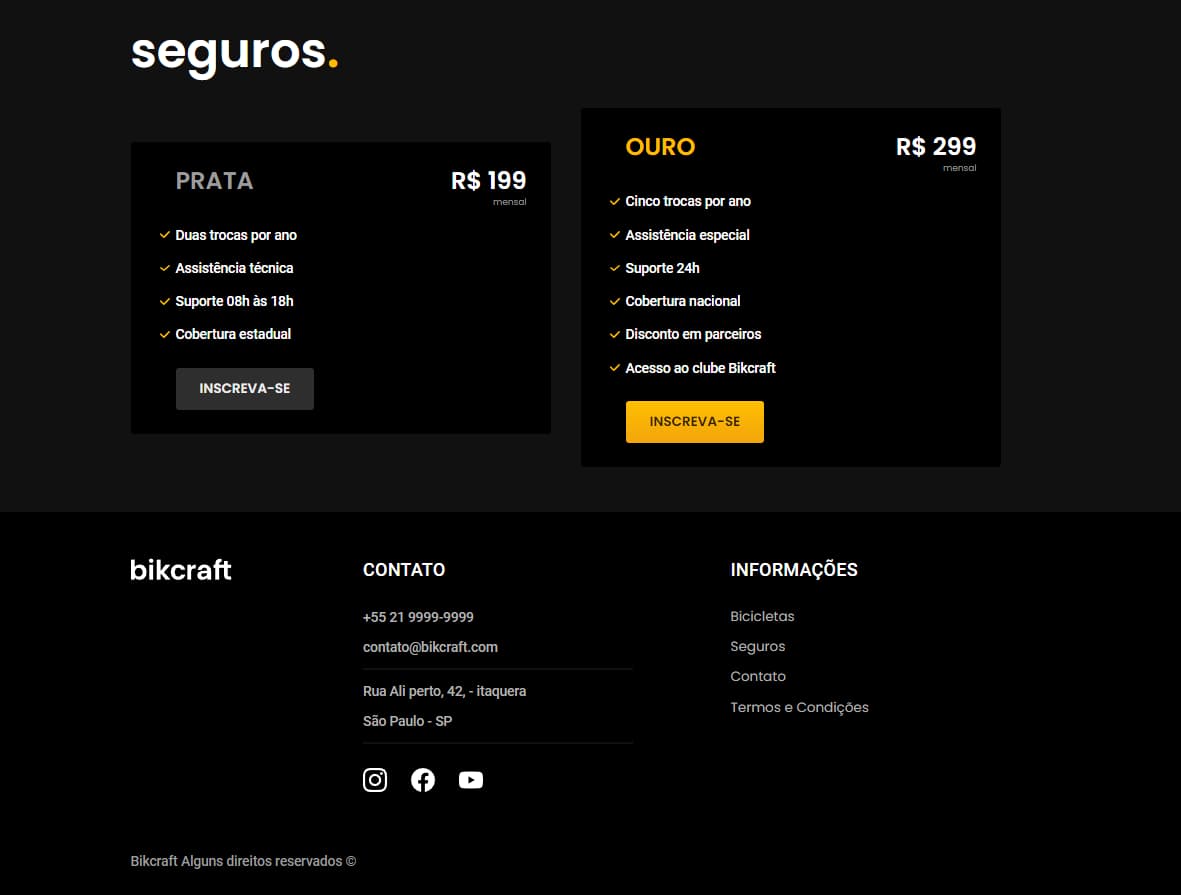 seguros.
PRATA
R$ 199
mensal
Duas trocas por ano
Assistência técnica
Suporte 08h às 18h
Cobertura estadual
INSCREVA-SE
OURO
R$ 299
mensal
Cinco trocas por ano
Assistência especial
Suporte 24h
Cobertura nacional
Disconto em parceiros
Acesso ao clube Bikcraft
INSCREVA-SE
bikcraft
CONTATO
+55 21 9999-9999
contato@bikcraft.com
Rua Ali perto, 42, - itaquera
São Paulo - SP
INFORMAÇÕES
Bicicletas
Seguros
Contato
Termos e Condições
Bikcraft Alguns direitos reservados ©